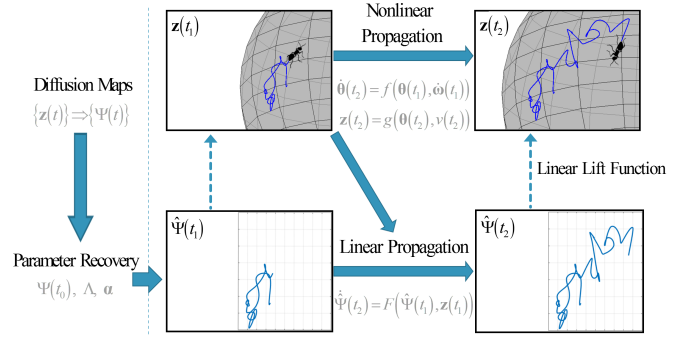 Diffusion Maps
{z(t)}⇒{Ψ(t)}
Parameter Recovery
Ψ(t₀), Λ, α
z(t₁)
Nonlinear
Propagation
θ̇(t₂)=f(θ(t₁),ω̇(t₁))
z(t₂)=g(θ(t₂),v(t₂))
z(t₂)
Linear Lift Function
Ψ̂(t₁)
Linear Propagation
Ψ̂̇(t₂)=F(Ψ̂(t₁),z(t₁))
Ψ̂(t₂)